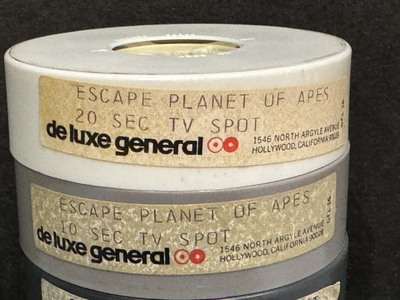 ESCAPE PLANET OF APES
20 SEC TV SPOT
de luxe general
1546 NORTH ARGYLE AVENUE
HOLLYWOOD, CALIFORNIA 90028
ESCAPE PLANET OF APES
10 SEC TV SPOT
de luxe general
1546 NORTH ARGYLE AVENUE
HOLLYWOOD, CALIFORNIA 90028